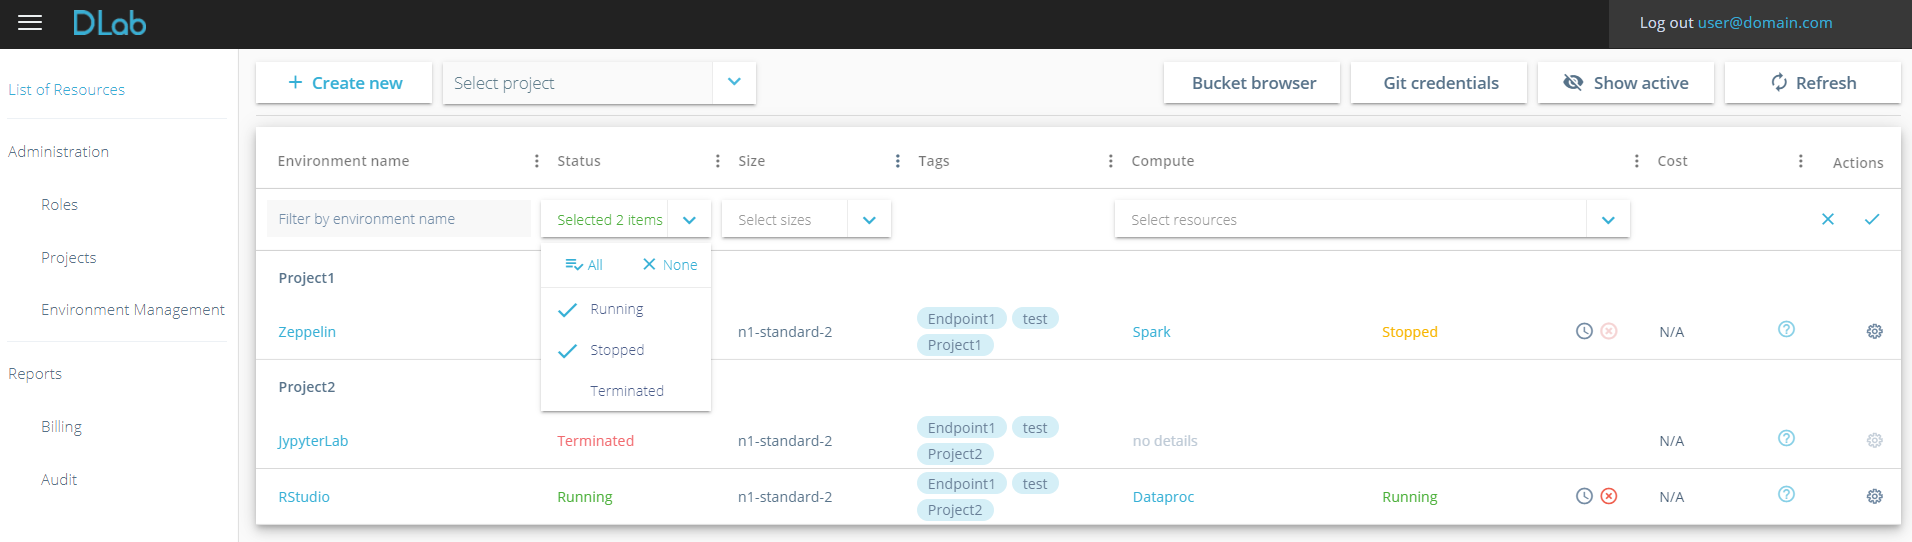 DLab
Log out user@domain.com
List of Resources
Administration
Roles
Projects
Environment Management
Reports
Billing
Audit
+ Create new
Select project
Bucket browser
Git credentials
Show active
Refresh
Environment name Status Size Tags Compute Cost Actions
Filter by environment name Selected 2 items Select sizes Select resources
All None
Running
Stopped
Terminated
Project1
Zeppelin n1-standard-2 Endpoint1 test Spark Stopped N/A
Project1
Project2
JypyterLab Terminated n1-standard-2 Endpoint1 test no details N/A
Project2
RStudio Running n1-standard-2 Endpoint1 test Dataproc Running N/A
Project2